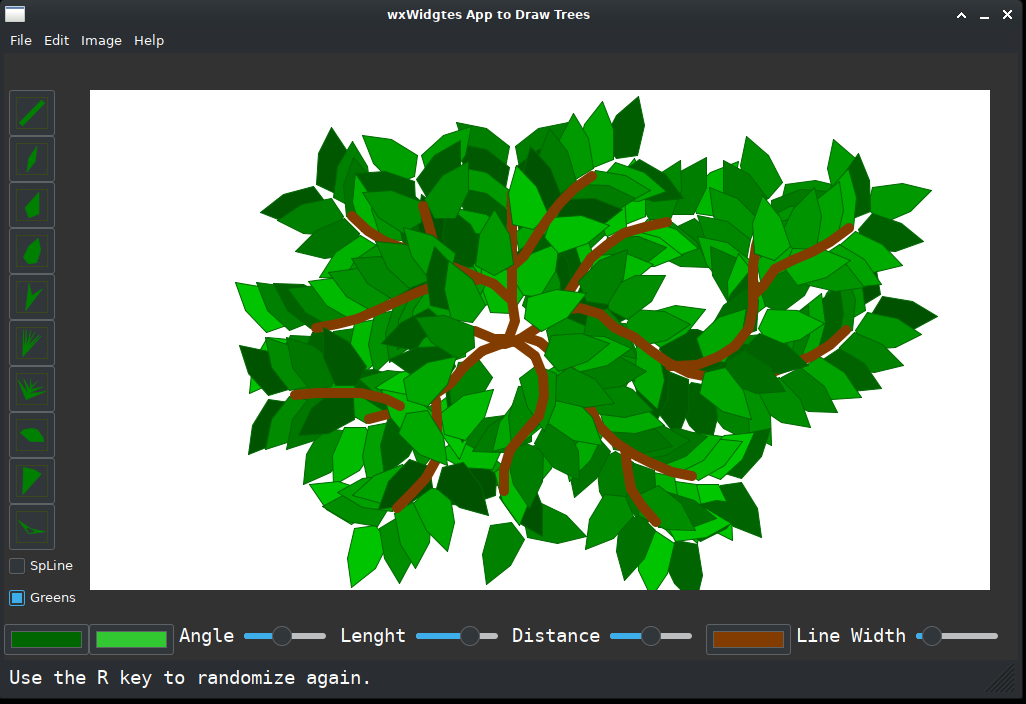 wxWidgtes App to Draw Trees
File Edit Image Help
SpLine
Greens
Angle Lenght Distance Line Width
Use the R key to randomize again.